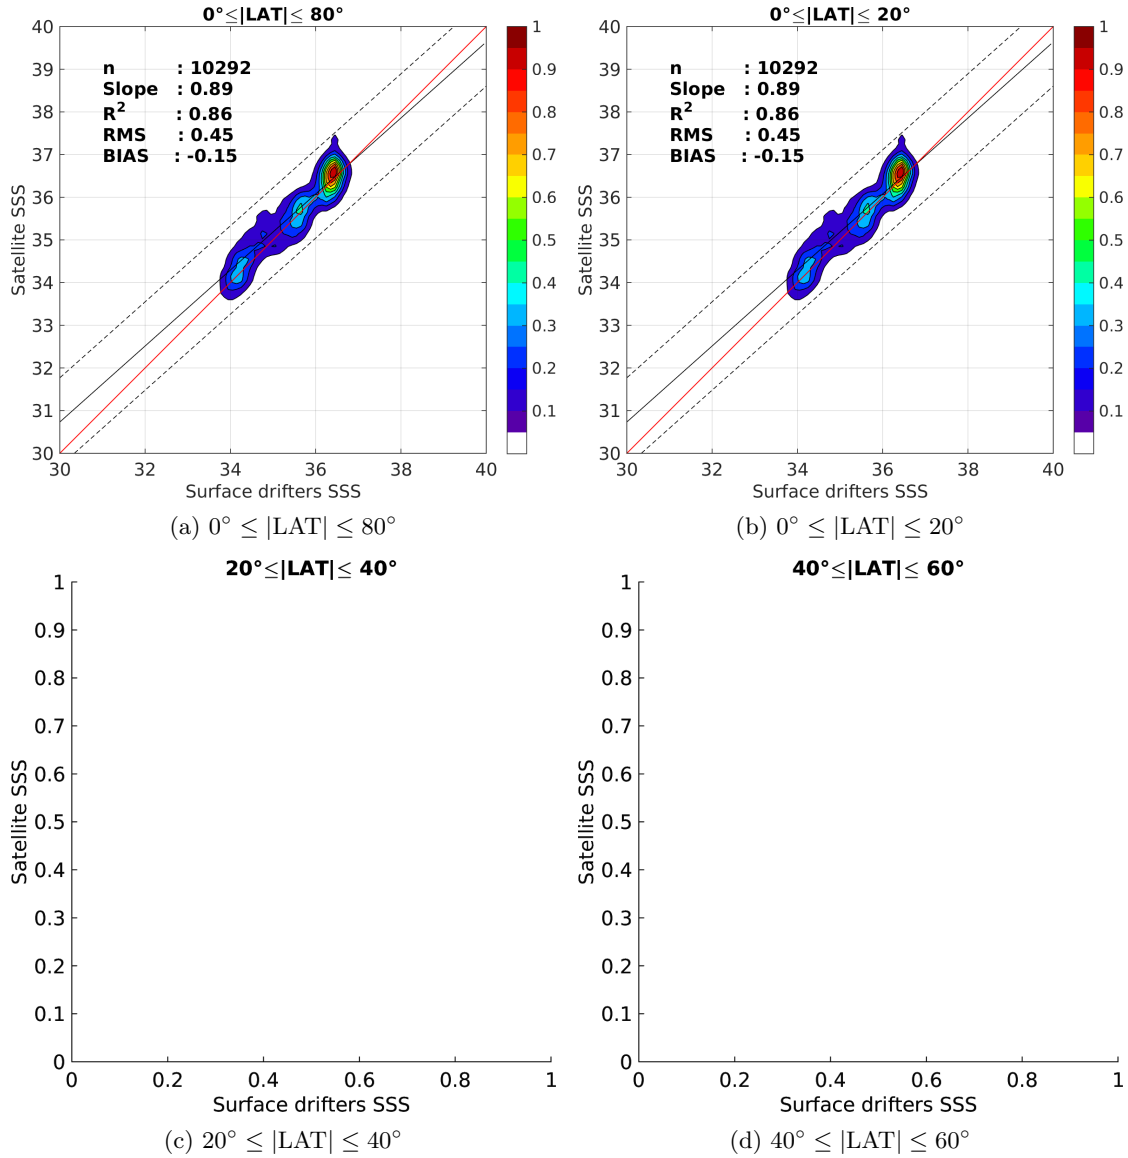 0°≤|LAT|≤ 80°
n : 10292
Slope : 0.89
R2 : 0.86
RMS : 0.45
BIAS : -0.15
40
39
38
37
36
35
34
33
32
31
30
30 32 34 36 38 40
Satellite SSS
Surface drifters SSS
1
0.9
0.8
0.7
0.6
0.5
0.4
0.3
0.2
0.1
(a) 0° ≤ |LAT| ≤ 80°
0°≤|LAT|≤ 20°
n : 10292
Slope : 0.89
R2 : 0.86
RMS : 0.45
BIAS : -0.15
40
39
38
37
36
35
34
33
32
31
30
30 32 34 36 38 40
Satellite SSS
Surface drifters SSS
1
0.9
0.8
0.7
0.6
0.5
0.4
0.3
0.2
0.1
(b) 0° ≤ |LAT| ≤ 20°
20°≤|LAT|≤ 40°
1
0.9
0.8
0.7
0.6
0.5
0.4
0.3
0.2
0.1
0
0 0.2 0.4 0.6 0.8 1
Satellite SSS
Surface drifters SSS
(c) 20° ≤ |LAT| ≤ 40°
40°≤|LAT|≤ 60°
1
0.9
0.8
0.7
0.6
0.5
0.4
0.3
0.2
0.1
0
0 0.2 0.4 0.6 0.8 1
Satellite SSS
Surface drifters SSS
(d) 40° ≤ |LAT| ≤ 60°